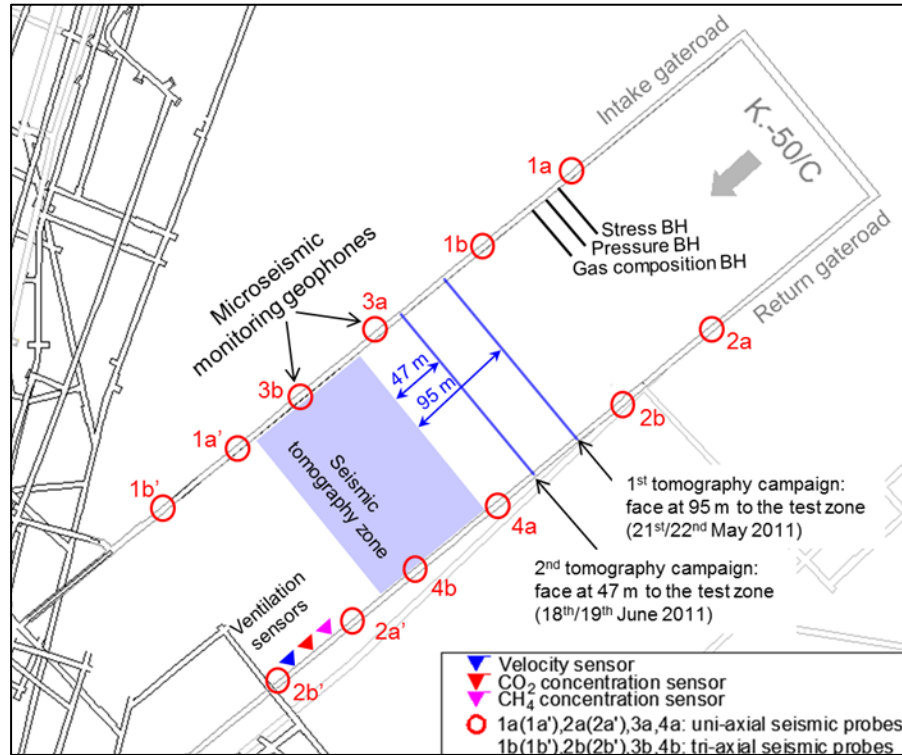 Intake gateroad
K.-50/C
Return gateroad
1a
Stress BH
Pressure BH
Gas composition BH
1b
Microseismic
monitoring geophones
3a
2a
47 m
95 m
3b
2b
1a'
Seismic
tomography zone
1b'
4a
1st tomography campaign:
face at 95 m to the test zone
(21st/22nd May 2011)
4b
2nd tomography campaign:
face at 47 m to the test zone
(18th/19th June 2011)
Ventilation
sensors
2a'
2b'
Velocity sensor
CO2 concentration sensor
CH4 concentration sensor
1a(1a'),2a(2a'),3a,4a: uni-axial seismic probes
1b(1b'),2b(2b'),3b,4b: tri-axial seismic probes